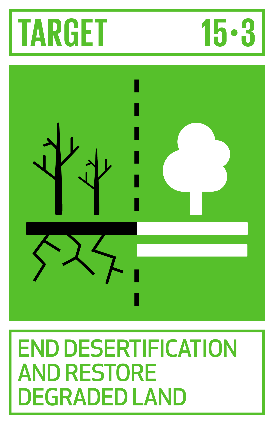 TARGET 15·3
END DESERTIFICATION
AND RESTORE
DEGRADED LAND